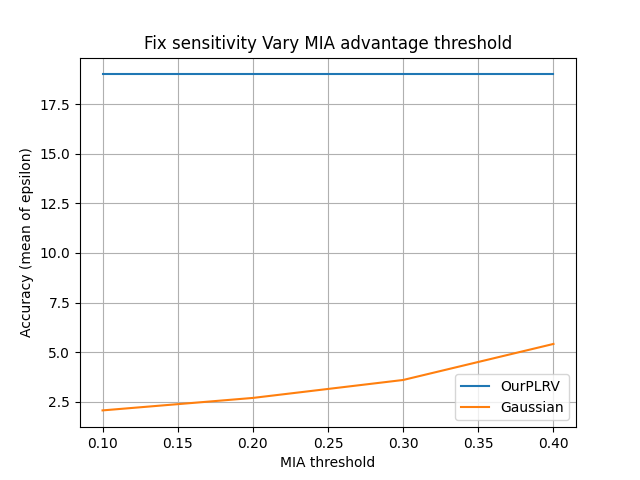 Fix sensitivity Vary MIA advantage threshold
Accuracy (mean of epsilon)
17.5
15.0
12.5
10.0
7.5
5.0
2.5
OurPLRV
Gaussian
0.10 0.15 0.20 0.25 0.30 0.35 0.40
MIA threshold